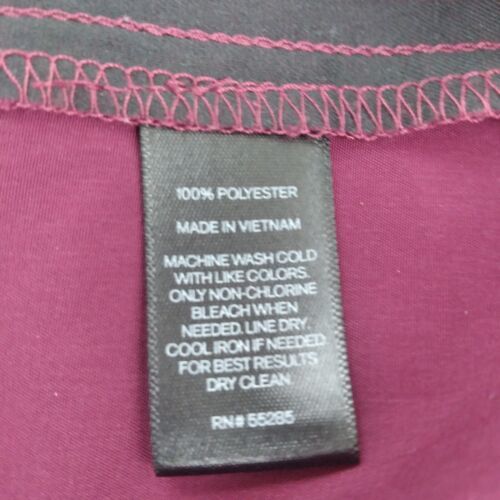 100% POLYESTER
MADE IN VIETNAM
MACHINE WASH COLD
WITH LIKE COLORS.
ONLY NON-CHLORINE
BLEACH WHEN
NEEDED. LINE DRY.
COOL IRON IF NEEDED
FOR BEST RESULTS
DRY CLEAN.
RN# 55285